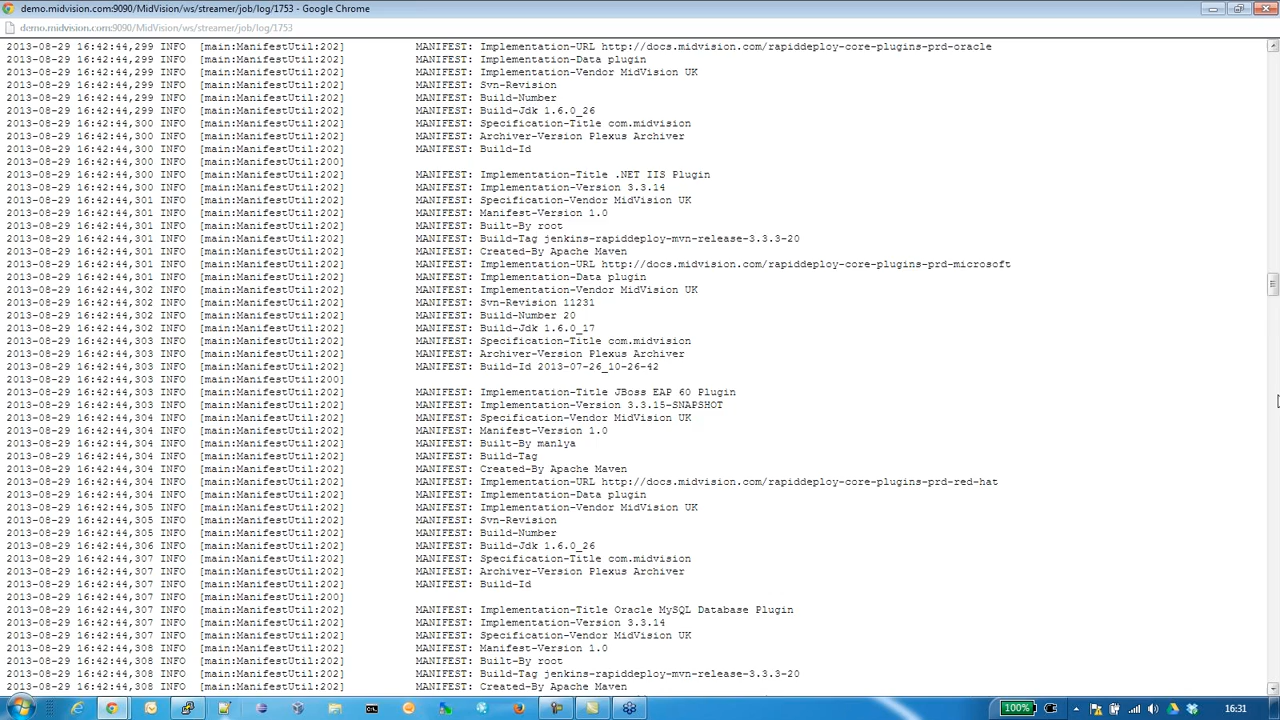 demo.midvision.com:9090/MidVision/ws/streamer/job/log/1753 - Google Chrome
demo.midvision.com:9090/MidVision/ws/streamer/job/log/1753
2013-08-29 16:42:44,299 INFO [main:ManifestUtil:202] MANIFEST: Implementation-URL http://docs.midvision.com/rapiddeploy-core-plugins-prd-oracle
2013-08-29 16:42:44,299 INFO [main:ManifestUtil:202] MANIFEST: Implementation-Data plugin
2013-08-29 16:42:44,299 INFO [main:ManifestUtil:202] MANIFEST: Implementation-Vendor MidVision UK
2013-08-29 16:42:44,299 INFO [main:ManifestUtil:202] MANIFEST: Svn-Revision
2013-08-29 16:42:44,299 INFO [main:ManifestUtil:202] MANIFEST: Build-Number
2013-08-29 16:42:44,299 INFO [main:ManifestUtil:202] MANIFEST: Build-Jdk 1.6.0_26
2013-08-29 16:42:44,300 INFO [main:ManifestUtil:202] MANIFEST: Specification-Title com.midvision
2013-08-29 16:42:44,300 INFO [main:ManifestUtil:202] MANIFEST: Archiver-Version Plexus Archiver
2013-08-29 16:42:44,300 INFO [main:ManifestUtil:202] MANIFEST: Build-Id
2013-08-29 16:42:44,300 INFO [main:ManifestUtil:200]
2013-08-29 16:42:44,300 INFO [main:ManifestUtil:202] MANIFEST: Implementation-Title .NET IIS Plugin
2013-08-29 16:42:44,300 INFO [main:ManifestUtil:202] MANIFEST: Implementation-Version 3.3.14
2013-08-29 16:42:44,301 INFO [main:ManifestUtil:202] MANIFEST: Specification-Vendor MidVision UK
2013-08-29 16:42:44,301 INFO [main:ManifestUtil:202] MANIFEST: Manifest-Version 1.0
2013-08-29 16:42:44,301 INFO [main:ManifestUtil:202] MANIFEST: Built-By root
2013-08-29 16:42:44,301 INFO [main:ManifestUtil:202] MANIFEST: Build-Tag jenkins-rapiddeploy-mvn-release-3.3.3-20
2013-08-29 16:42:44,301 INFO [main:ManifestUtil:202] MANIFEST: Created-By Apache Maven
2013-08-29 16:42:44,301 INFO [main:ManifestUtil:202] MANIFEST: Implementation-URL http://docs.midvision.com/rapiddeploy-core-plugins-prd-microsoft
2013-08-29 16:42:44,301 INFO [main:ManifestUtil:202] MANIFEST: Implementation-Data plugin
2013-08-29 16:42:44,302 INFO [main:ManifestUtil:202] MANIFEST: Implementation-Vendor MidVision UK
2013-08-29 16:42:44,302 INFO [main:ManifestUtil:202] MANIFEST: Svn-Revision 11231
2013-08-29 16:42:44,302 INFO [main:ManifestUtil:202] MANIFEST: Build-Number 20
2013-08-29 16:42:44,302 INFO [main:ManifestUtil:202] MANIFEST: Build-Jdk 1.6.0_17
2013-08-29 16:42:44,303 INFO [main:ManifestUtil:202] MANIFEST: Specification-Title com.midvision
2013-08-29 16:42:44,303 INFO [main:ManifestUtil:202] MANIFEST: Archiver-Version Plexus Archiver
2013-08-29 16:42:44,303 INFO [main:ManifestUtil:202] MANIFEST: Build-Id 2013-07-26_10-26-42
2013-08-29 16:42:44,303 INFO [main:ManifestUtil:200]
2013-08-29 16:42:44,303 INFO [main:ManifestUtil:202] MANIFEST: Implementation-Title JBoss EAP 60 Plugin
2013-08-29 16:42:44,303 INFO [main:ManifestUtil:202] MANIFEST: Implementation-Version 3.3.15-SNAPSHOT
2013-08-29 16:42:44,303 INFO [main:ManifestUtil:202] MANIFEST: Specification-Vendor MidVision UK
2013-08-29 16:42:44,304 INFO [main:ManifestUtil:202] MANIFEST: Manifest-Version 1.0
2013-08-29 16:42:44,304 INFO [main:ManifestUtil:202] MANIFEST: Built-By manlya
2013-08-29 16:42:44,304 INFO [main:ManifestUtil:202] MANIFEST: Build-Tag
2013-08-29 16:42:44,304 INFO [main:ManifestUtil:202] MANIFEST: Created-By Apache Maven
2013-08-29 16:42:44,304 INFO [main:ManifestUtil:202] MANIFEST: Implementation-URL http://docs.midvision.com/rapiddeploy-core-plugins-prd-red-hat
2013-08-29 16:42:44,304 INFO [main:ManifestUtil:202] MANIFEST: Implementation-Data plugin
2013-08-29 16:42:44,305 INFO [main:ManifestUtil:202] MANIFEST: Implementation-Vendor MidVision UK
2013-08-29 16:42:44,305 INFO [main:ManifestUtil:202] MANIFEST: Svn-Revision
2013-08-29 16:42:44,305 INFO [main:ManifestUtil:202] MANIFEST: Build-Number
2013-08-29 16:42:44,306 INFO [main:ManifestUtil:202] MANIFEST: Build-Jdk 1.6.0_26
2013-08-29 16:42:44,307 INFO [main:ManifestUtil:202] MANIFEST: Specification-Title com.midvision
2013-08-29 16:42:44,307 INFO [main:ManifestUtil:202] MANIFEST: Archiver-Version Plexus Archiver
2013-08-29 16:42:44,307 INFO [main:ManifestUtil:202] MANIFEST: Build-Id
2013-08-29 16:42:44,307 INFO [main:ManifestUtil:200]
2013-08-29 16:42:44,307 INFO [main:ManifestUtil:202] MANIFEST: Implementation-Title Oracle MySQL Database Plugin
2013-08-29 16:42:44,307 INFO [main:ManifestUtil:202] MANIFEST: Implementation-Version 3.3.14
2013-08-29 16:42:44,307 INFO [main:ManifestUtil:202] MANIFEST: Specification-Vendor MidVision UK
2013-08-29 16:42:44,308 INFO [main:ManifestUtil:202] MANIFEST: Manifest-Version 1.0
2013-08-29 16:42:44,308 INFO [main:ManifestUtil:202] MANIFEST: Built-By root
2013-08-29 16:42:44,308 INFO [main:ManifestUtil:202] MANIFEST: Build-Tag jenkins-rapiddeploy-mvn-release-3.3.3-20
2013-08-29 16:42:44,308 INFO [main:ManifestUtil:202] MANIFEST: Created-By Apache Maven
100% 16:31